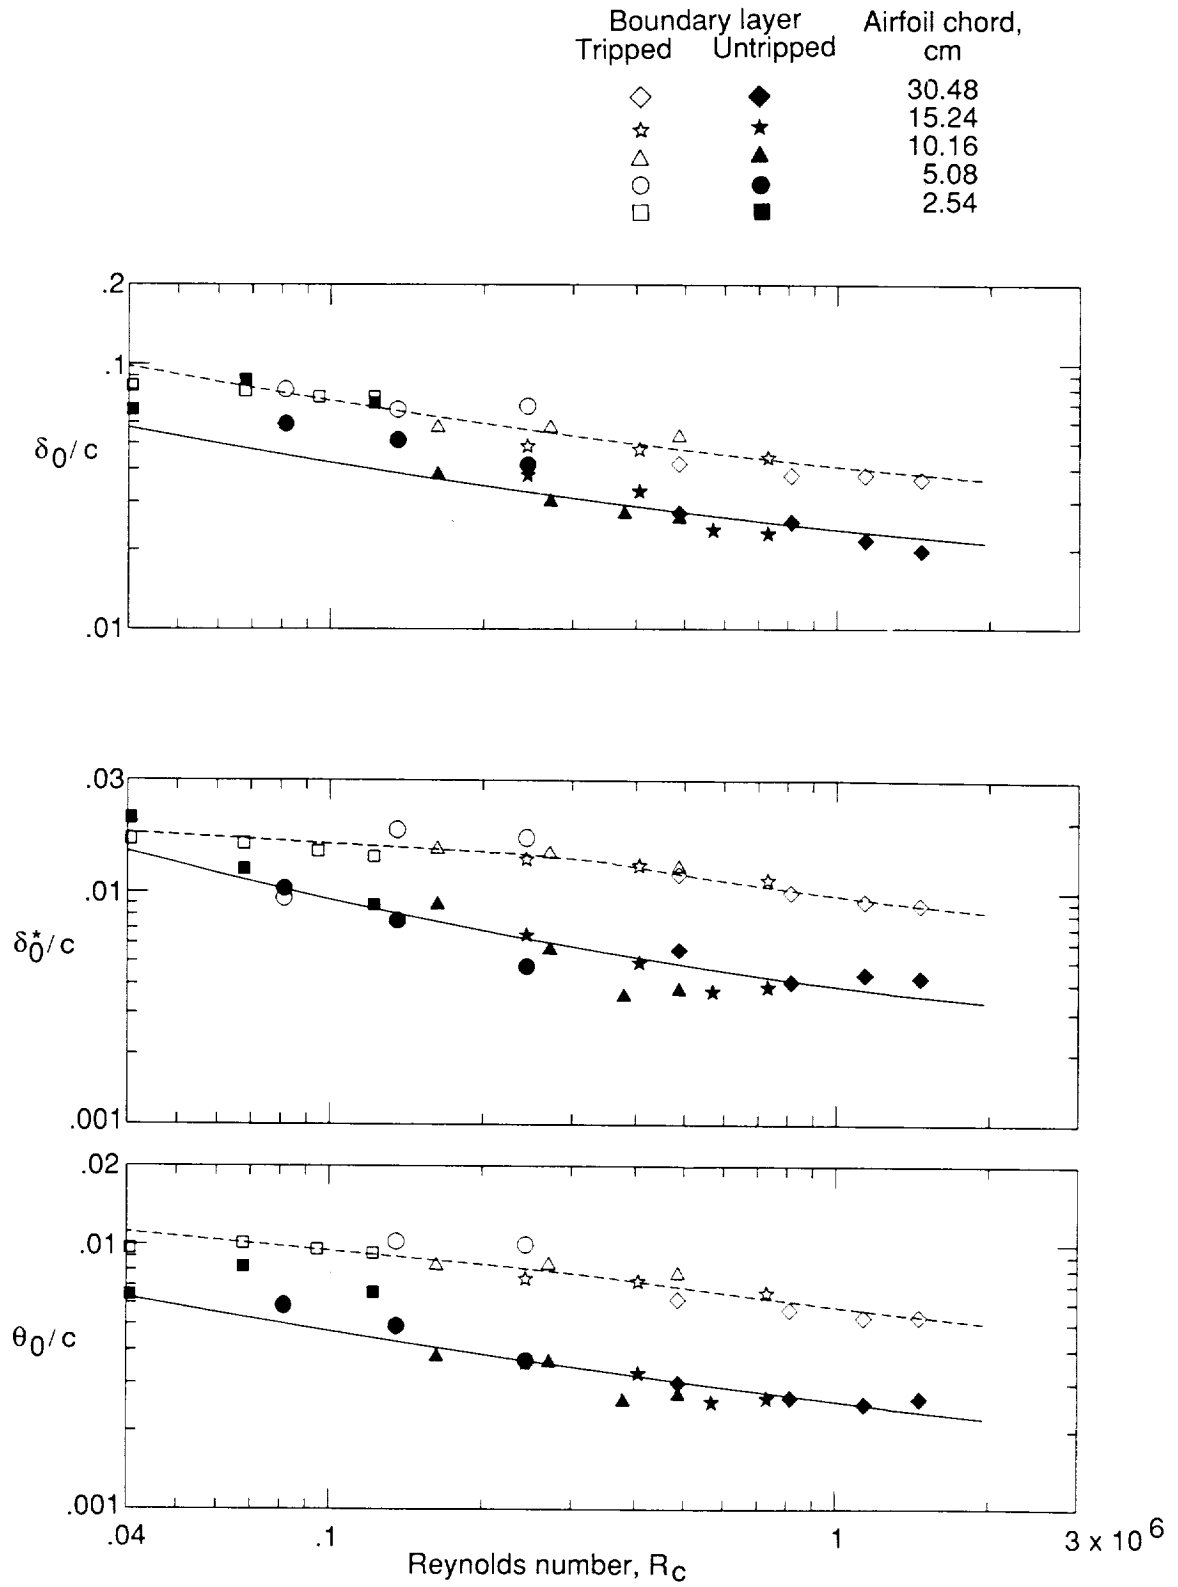 Boundary layer Airfoil chord,
Tripped Untripped cm
30.48
15.24
10.16
5.08
2.54
.2
.1
δ0/c
.01
.03
.01
δ*0/c
.001
.02
.01
θ0/c
.001
.04 .1 1 3 x 10^6
Reynolds number, Rc